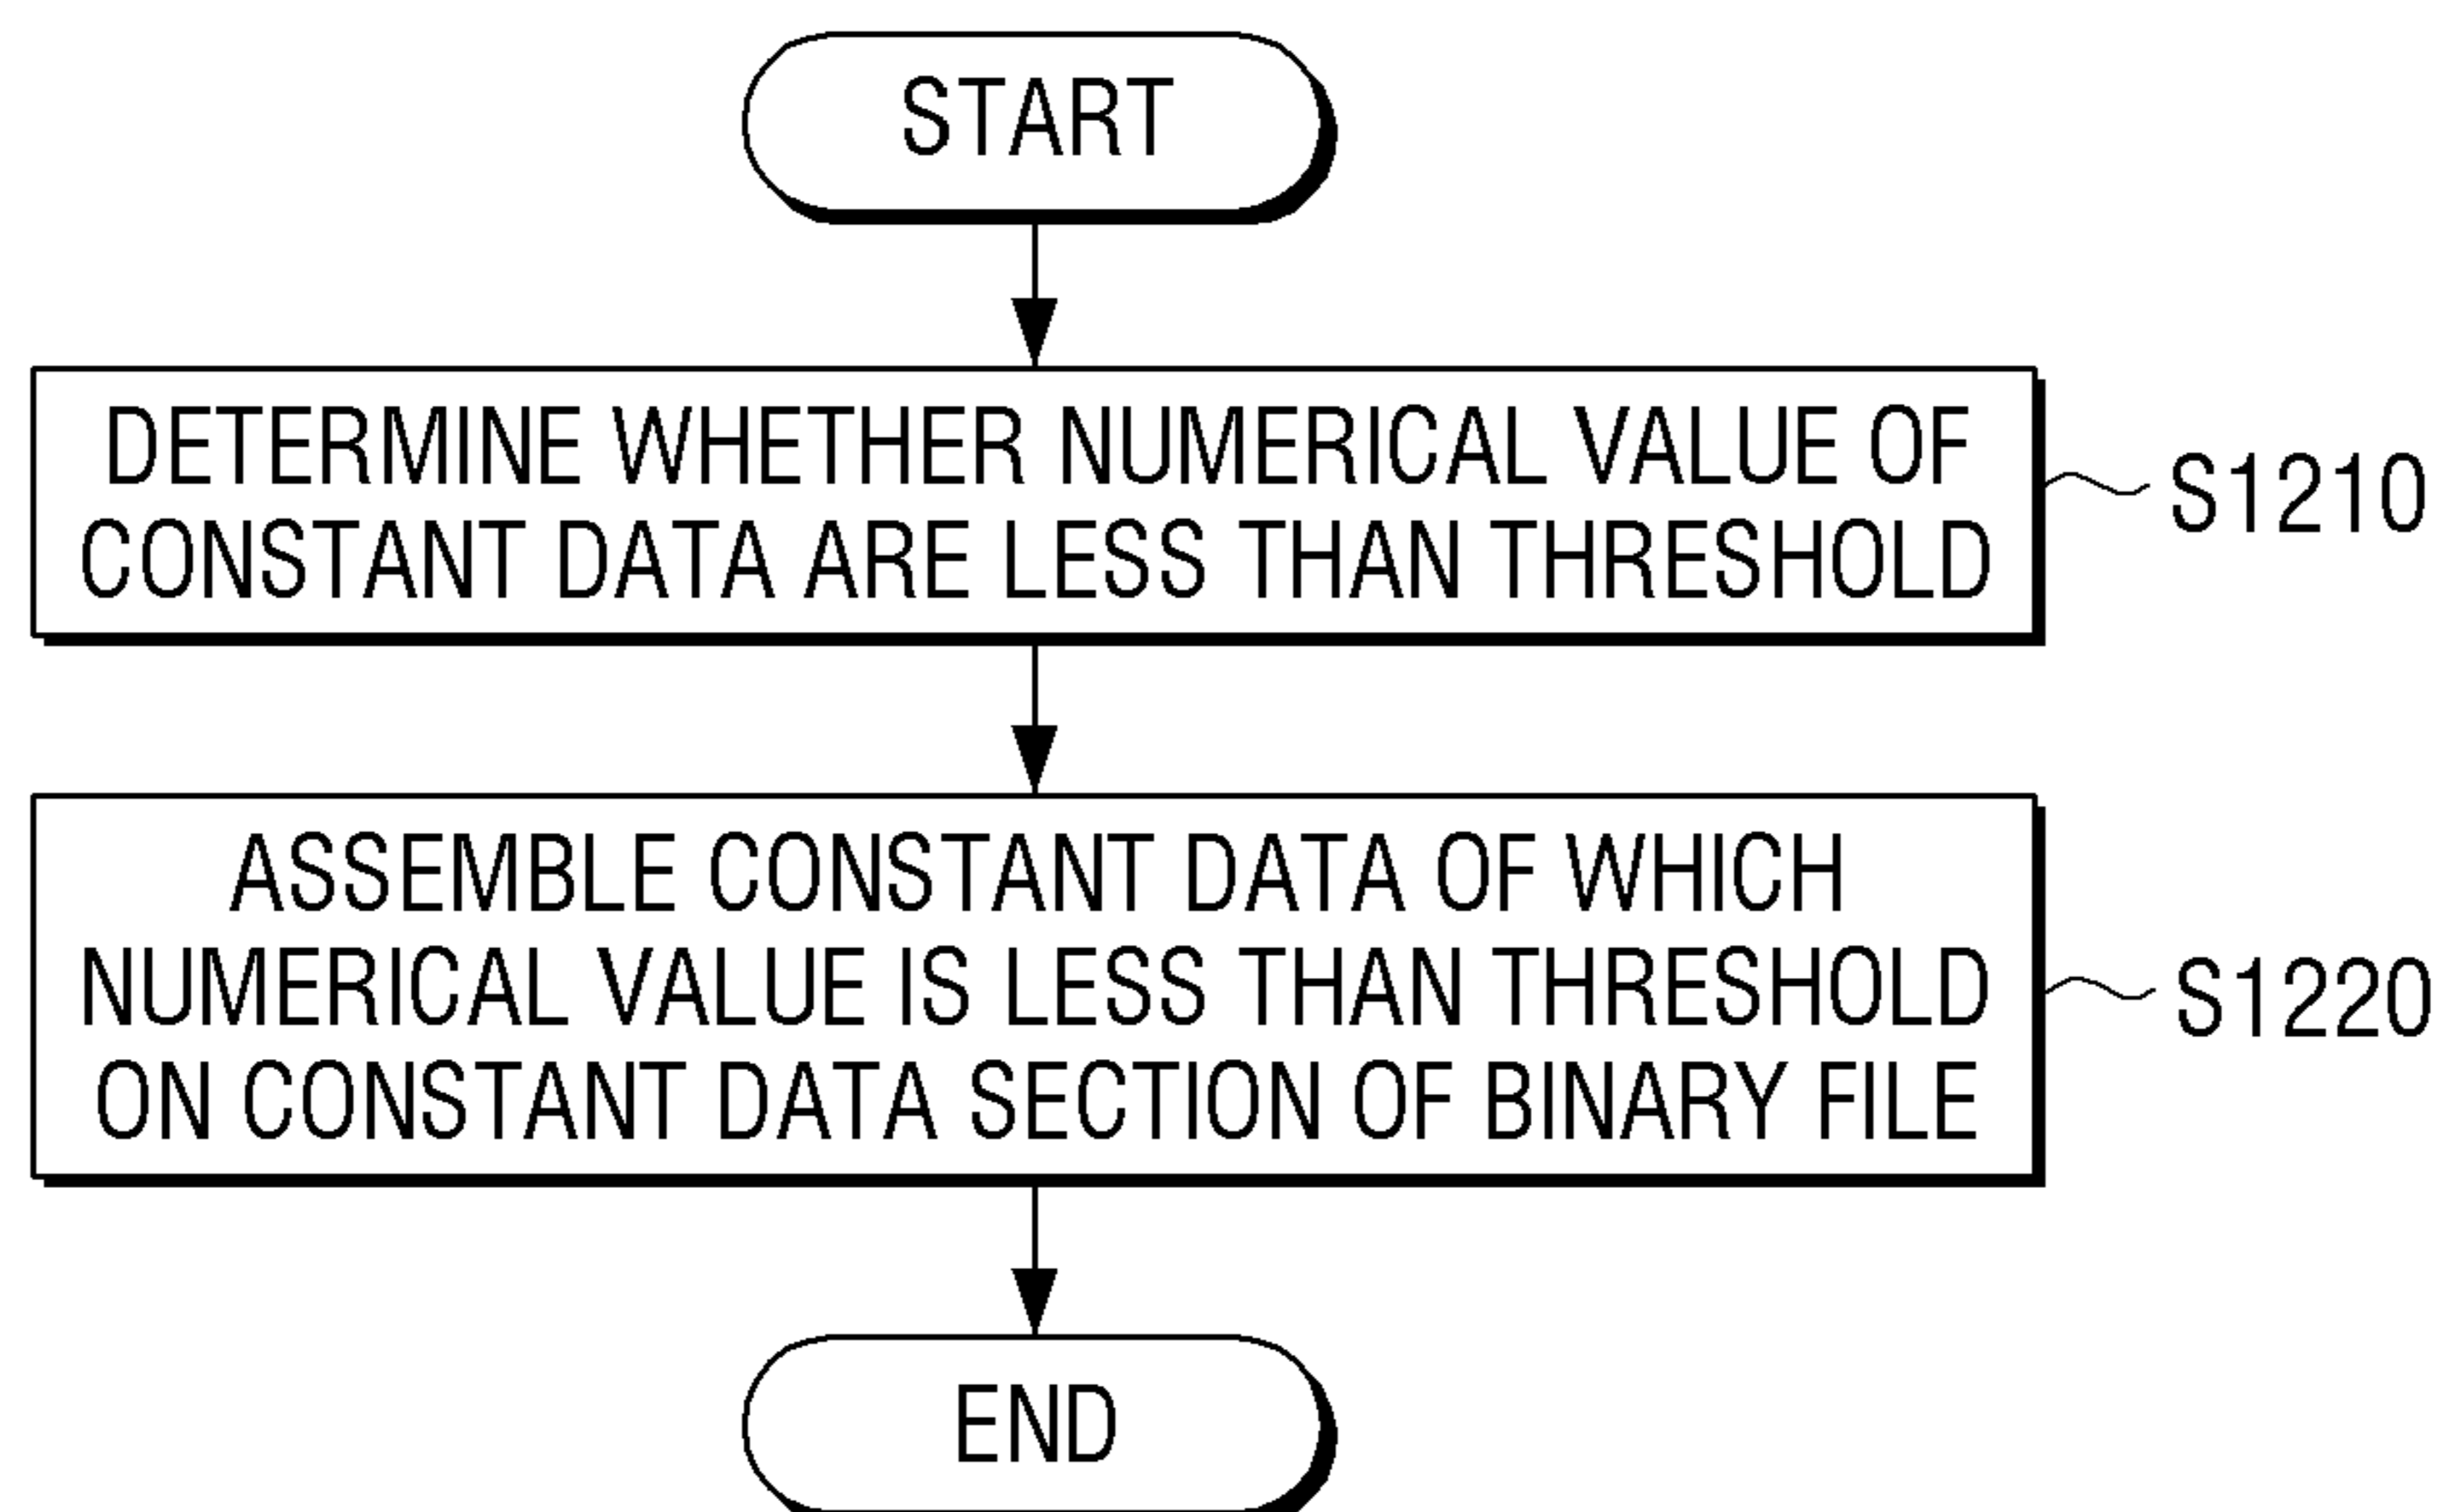 START
DETERMINE WHETHER NUMERICAL VALUE OF
CONSTANT DATA ARE LESS THAN THRESHOLD
S1210
ASSEMBLE CONSTANT DATA OF WHICH
NUMERICAL VALUE IS LESS THAN THRESHOLD
ON CONSTANT DATA SECTION OF BINARY FILE
S1220
END